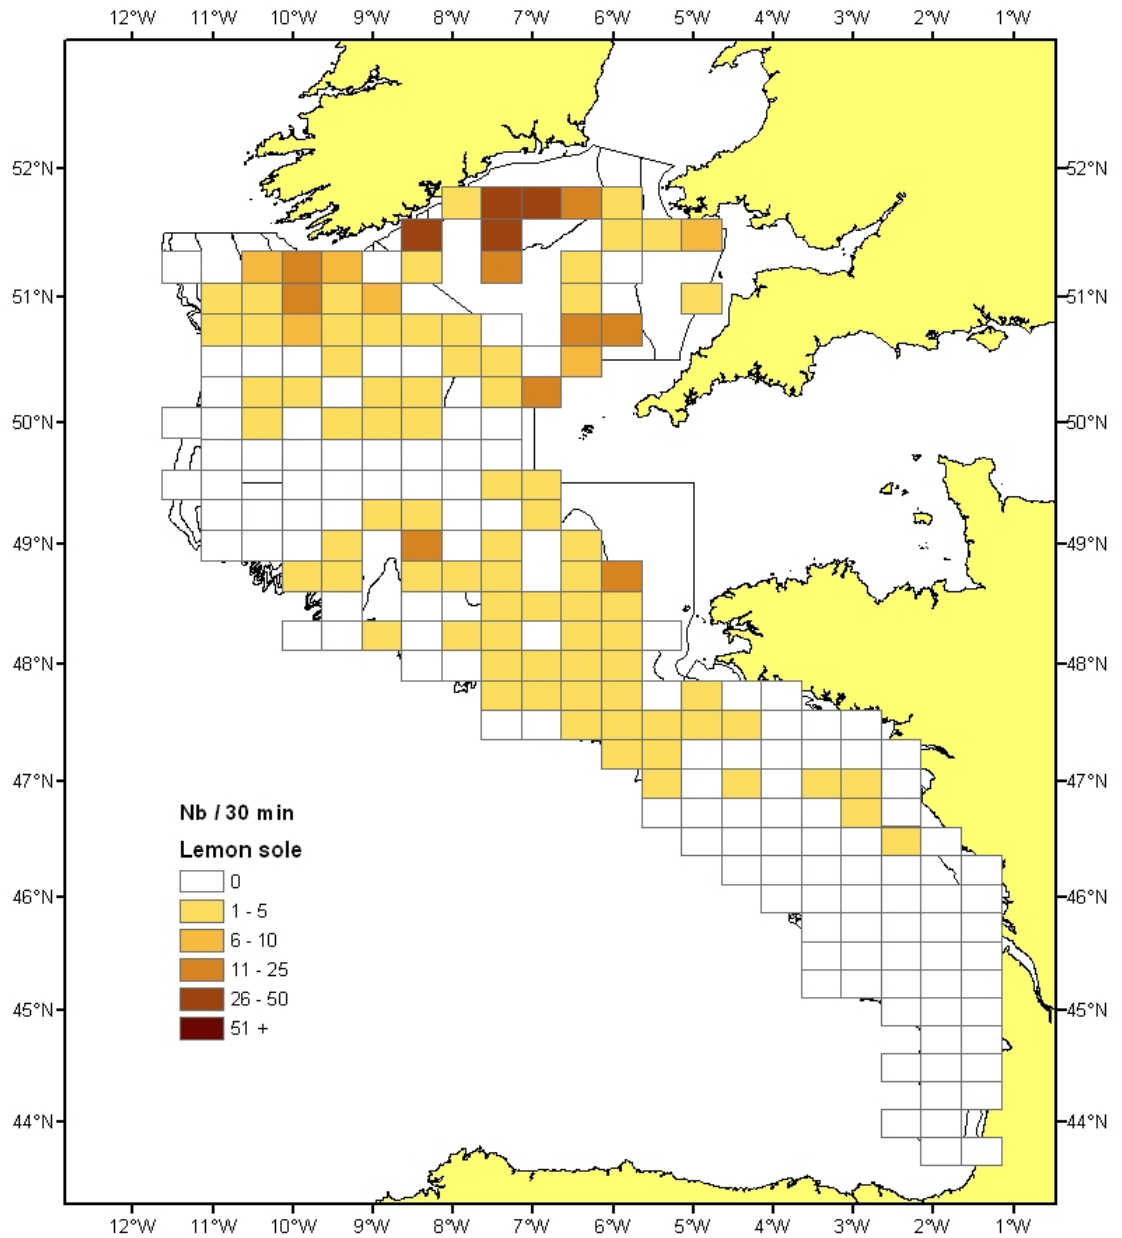 12°W 11°W 10°W 9°W 8°W 7°W 6°W 5°W 4°W 3°W 2°W 1°W
52°N 52°N
51°N 51°N
50°N 50°N
49°N 49°N
48°N 48°N
47°N 47°N
Nb / 30 min
Lemon sole
0
46°N 46°N
1 - 5
6 - 10
11 - 25
26 - 50
45°N 45°N
51 +
44°N 44°N
12°W 11°W 10°W 9°W 8°W 7°W 6°W 5°W 4°W 3°W 2°W 1°W